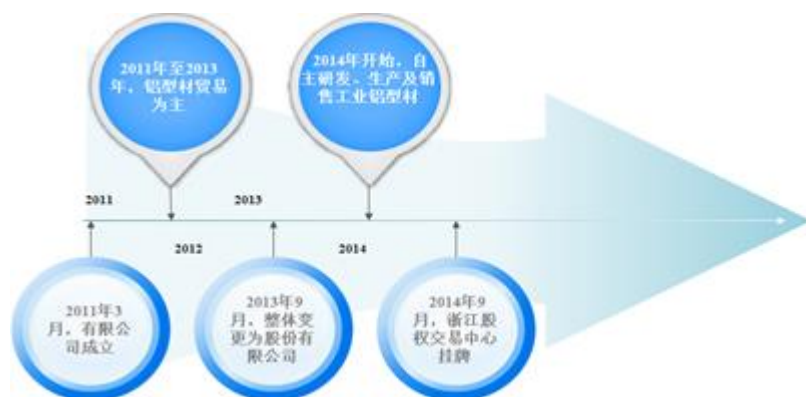 2011年至2013
年，铝型材贸易
为主
2014年开始，自
主研发、生产及销
售工业铝型材
2011
2013
2012
2014
2011年3
月，有限公
司成立
2013年9
月，整体变
更为股份有
限公司
2014年9
月，浙江股
权交易中心
挂牌